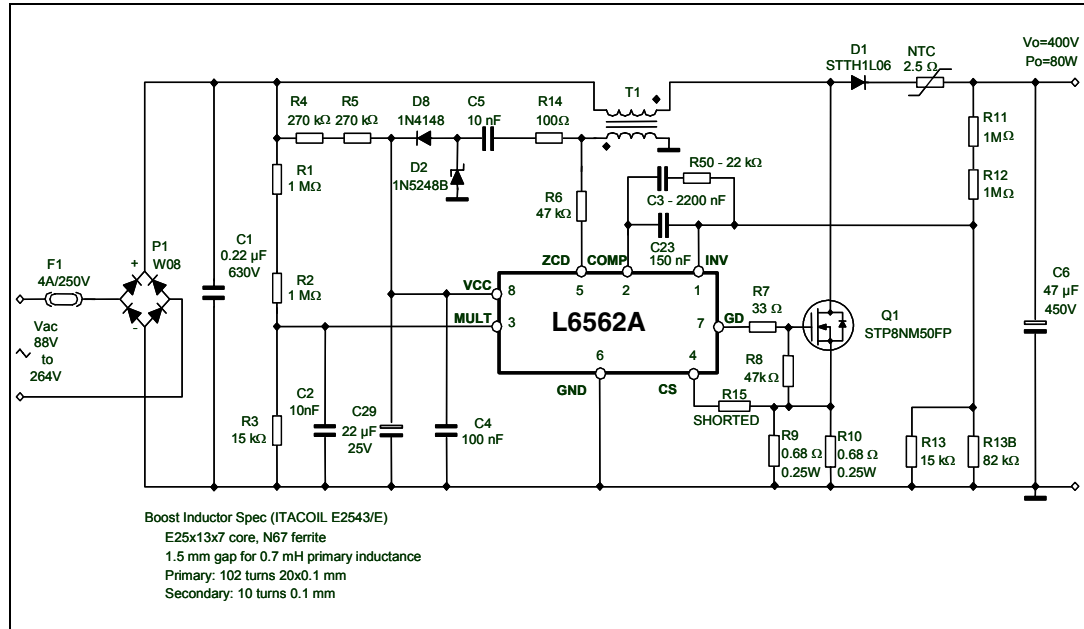 D1
STTH1L06
NTC
2.5 Ω
Vo=400V
Po=80W
R4
270 kΩ
R5
270 kΩ
D8
1N4148
C5
10 nF
R14
100Ω
T1
R11
1MΩ
R12
1MΩ
R1
1 MΩ
D2
1N5248B
R6
47 kΩ
R50 - 22 kΩ
C3 - 2200 nF
C23
150 nF
C1
0.22 µF
630V
P1
W08
+
-
F1
4A/250V
Vac
88V
to
264V
R2
1 MΩ
ZCD
COMP
INV
5
2
1
VCC
8
MULT
3
L6562A
7
GD
R7
33 Ω
Q1
STP8NM50FP
C6
47 µF
450V
6
4
GND
CS
R8
47kΩ
R15
SHORTED
R3
15 kΩ
C2
10nF
C29
22 µF
25V
C4
100 nF
R9
0.68 Ω
0.25W
R10
0.68 Ω
0.25W
R13
15 kΩ
R13B
82 kΩ
Boost Inductor Spec (ITACOIL E2543/E)
E25x13x7 core, N67 ferrite
1.5 mm gap for 0.7 mH primary inductance
Primary: 102 turns 20x0.1 mm
Secondary: 10 turns 0.1 mm